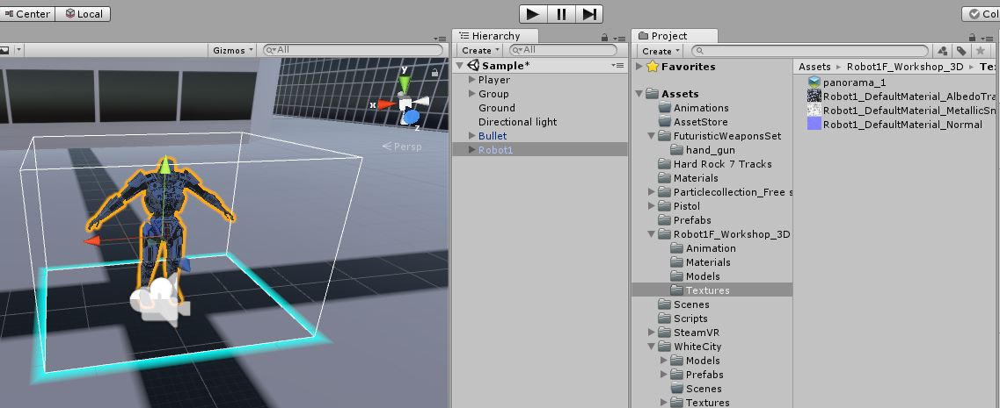 Center Local
Col
Gizmos All
y
x
z
Persp
Hierarchy
Create All
Sample*
Player
Group
Ground
Directional light
Bullet
Robot1
Project
Create
Favorites
Assets
Animations
AssetStore
FuturisticWeaponsSet
hand_gun
Hard Rock 7 Tracks
Materials
Particlecollection_Free s
Pistol
Prefabs
Robot1F_Workshop_3D
Animation
Materials
Models
Textures
Scenes
Scripts
SteamVR
WhiteCity
Models
Prefabs
Scenes
Textures
Assets Robot1F_Workshop_3D Te
panorama_1
Robot1_DefaultMaterial_AlbedoTra
Robot1_DefaultMaterial_MetallicSn
Robot1_DefaultMaterial_Normal